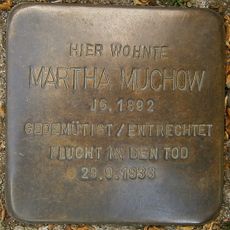 HIER WOHNTE
MARTHA MUCHOW
JG. 1892
GEDEMÜTIGT / ENTRECHTET
FLUCHT IN DEN TOD
29.9.1933